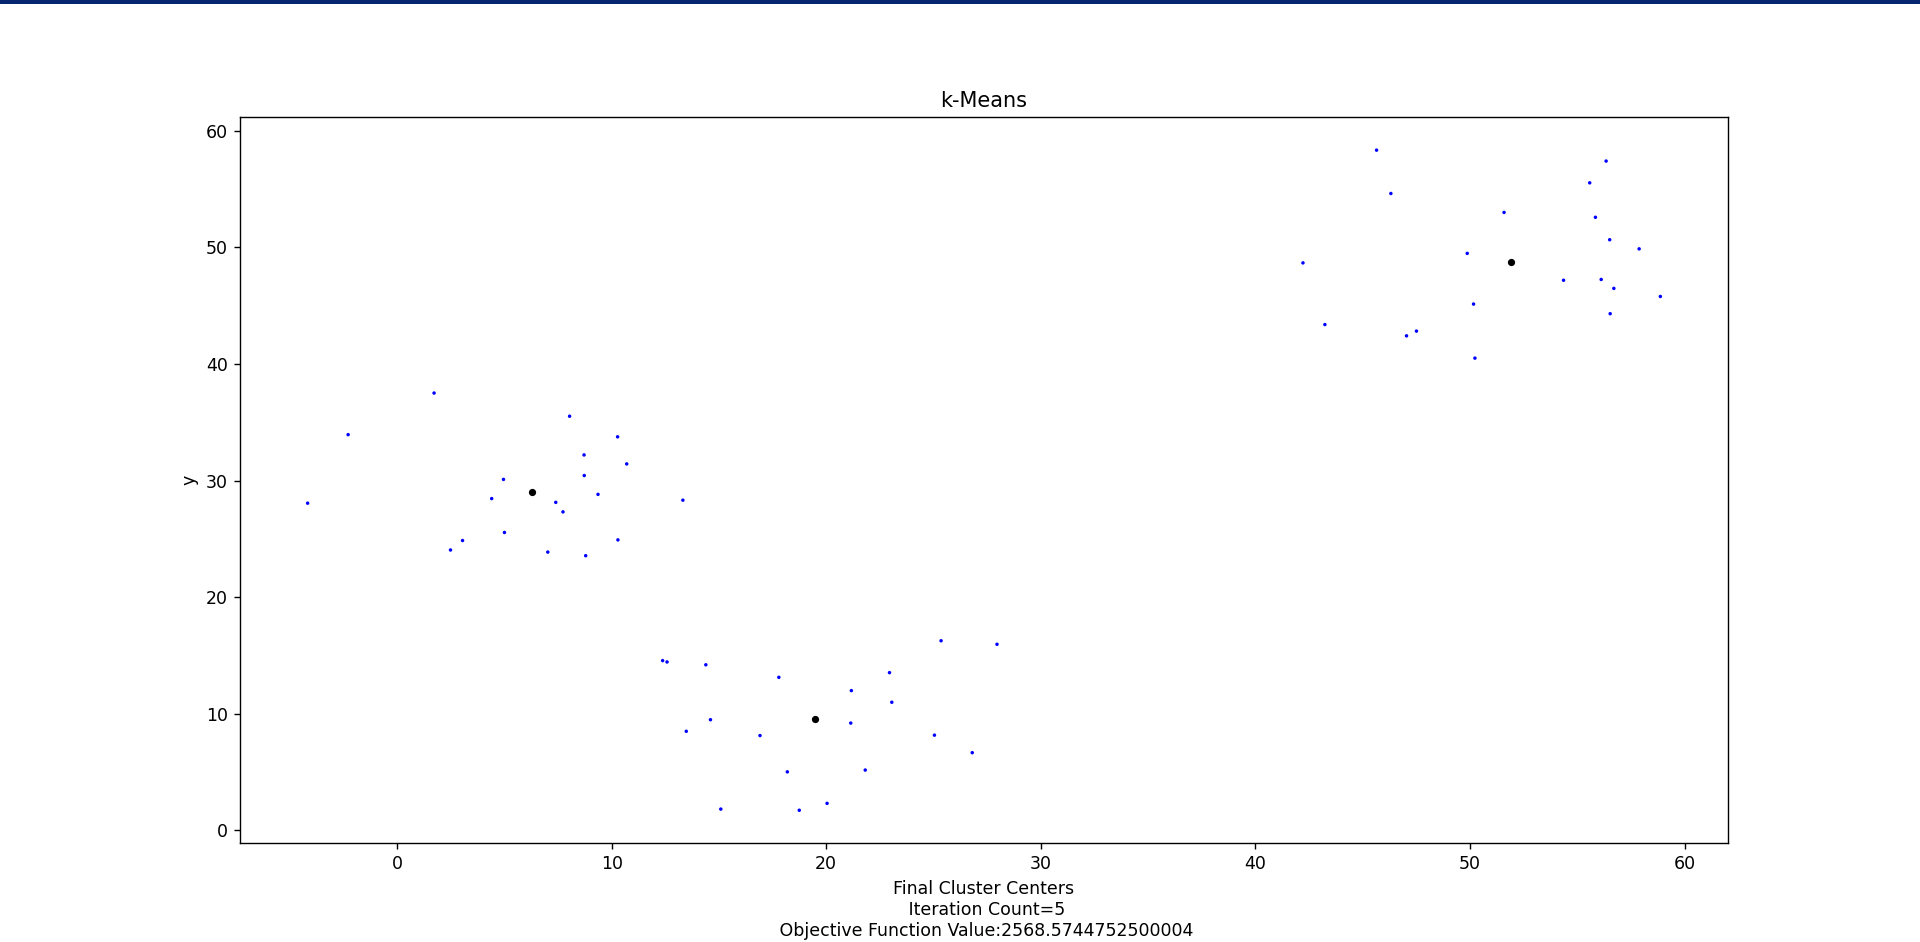 k-Means
60
50
40
30
20
10
0
y
0 10 20 30 40 50 60
Final Cluster Centers
Iteration Count=5
Objective Function Value:2568.5744752500004